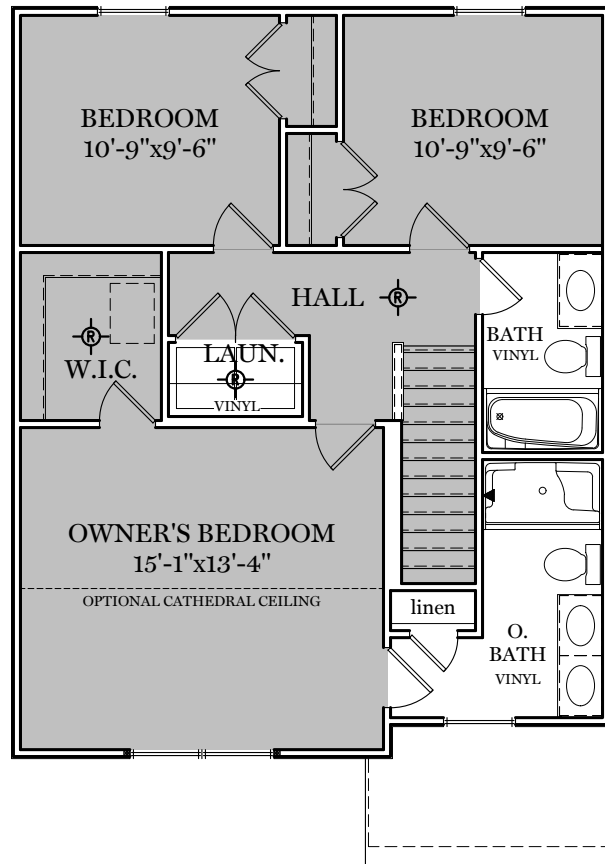 BEDROOM
10'-9"x9'-6"
BEDROOM
10'-9"x9'-6"
HALL
R
R
W.I.C.
LAUN.
R
VINYL
BATH
VINYL
OWNER'S BEDROOM
15'-1"x13'-4"
OPTIONAL CATHEDRAL CEILING
linen
O.
BATH
VINYL